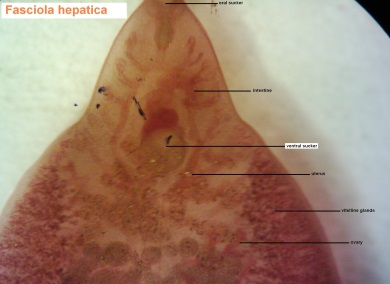 Fasciola hepatica
oral sucker
intestine
ventral sucker
uterus
vitelline glands
ovary